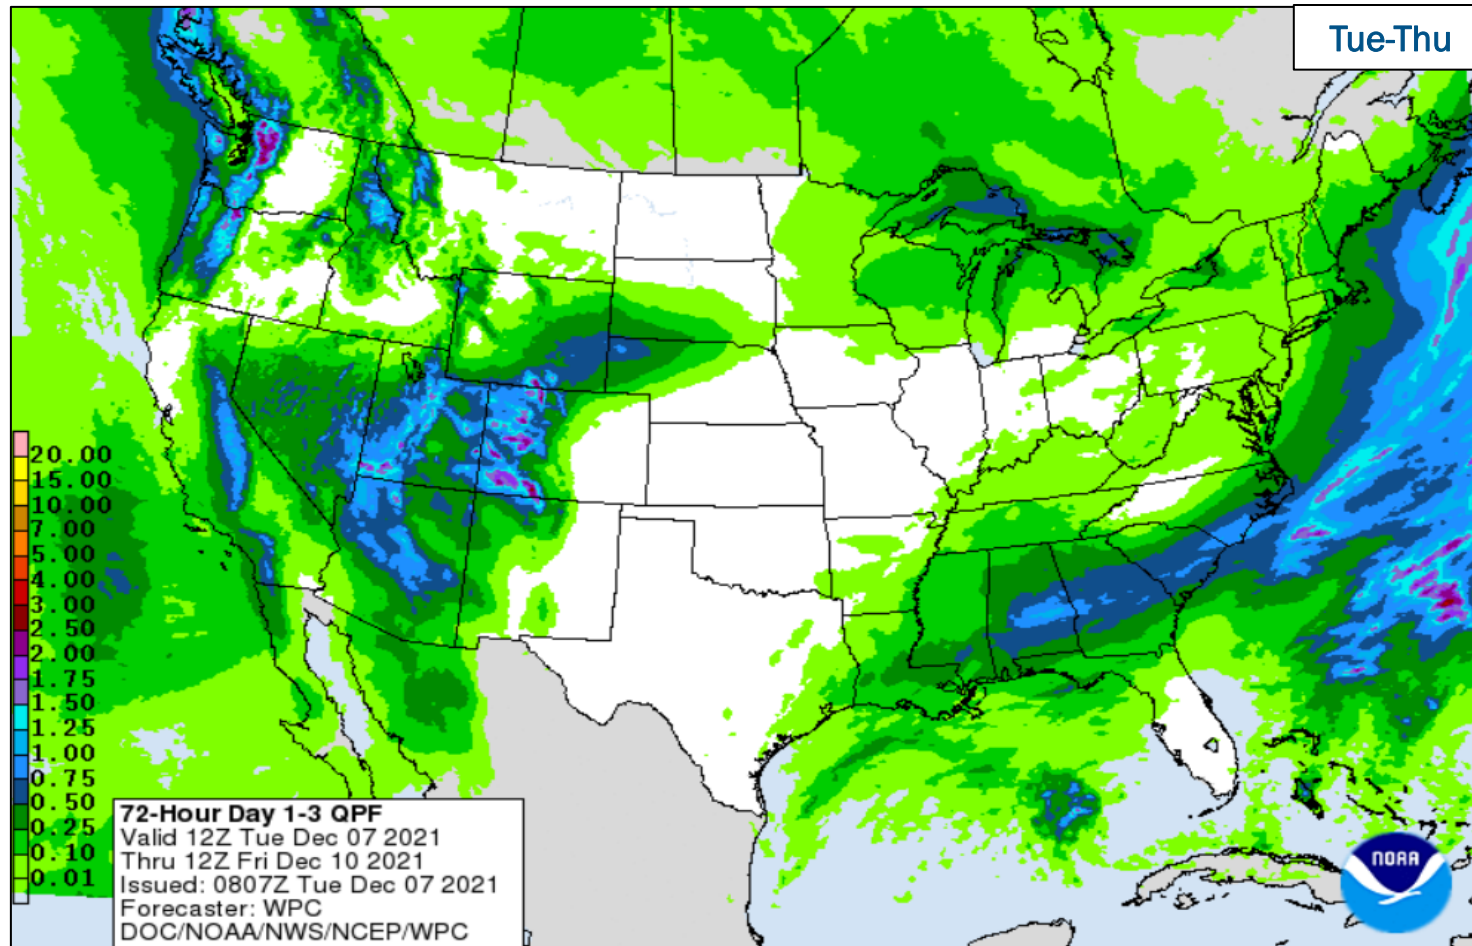 Tue-Thu
20.00
15.00
10.00
7.00
5.00
4.00
3.00
2.50
2.00
1.75
1.50
1.25
1.00
0.75
0.50
0.25
0.10
0.01
72-Hour Day 1-3 QPF
Valid 12Z Tue Dec 07 2021
Thru 12Z Fri Dec 10 2021
Issued: 0807Z Tue Dec 07 2021
Forecaster: WPC
DOC/NOAA/NWS/NCEP/WPC
NOAA